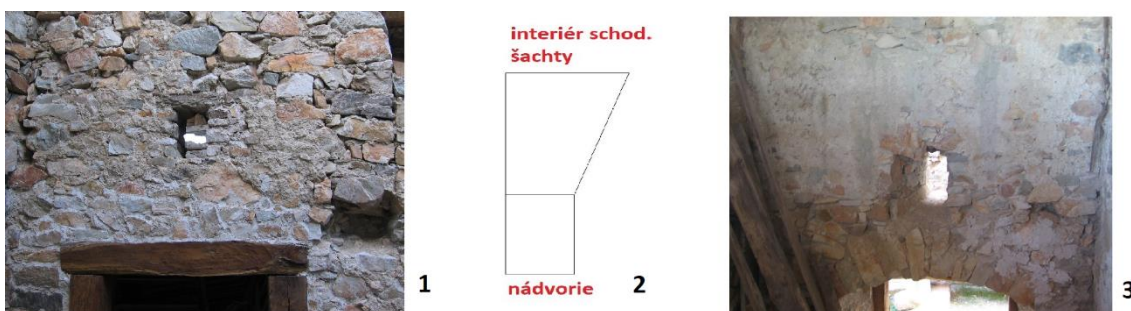 interiér schod.
šachty
1
nádvorie
2
3